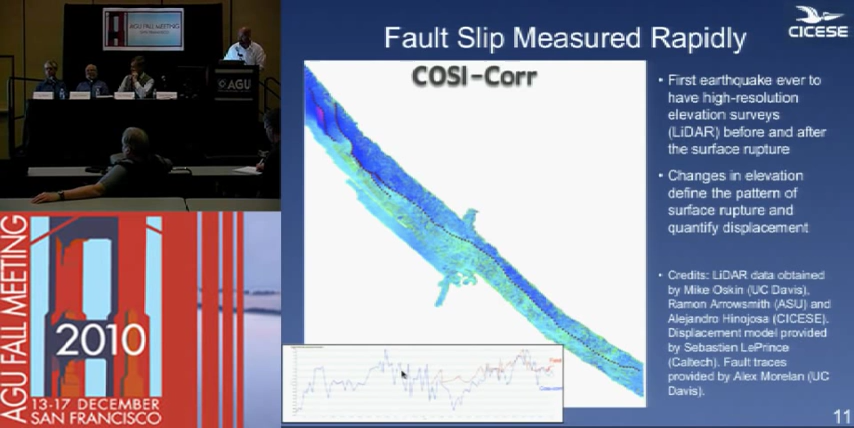 AGU FALL MEETING
SAN FRANCISCO
AGU
AGU FALL MEETING
2010
13-17 DECEMBER
SAN FRANCISCO
Fault Slip Measured Rapidly
CICESE
COSI-Corr
• First earthquake ever to
have high-resolution
elevation surveys
(LiDAR) before and after
the surface rupture
• Changes in elevation
define the pattern of
surface rupture and
quantify displacement
• Credits: LiDAR data obtained
by Mike Oskin (UC Davis),
Ramon Arrowsmith (ASU) and
Alejandro Hinojosa (CICESE).
Displacement model provided
by Sebastien LePrince
(Caltech). Fault traces
provided by Alex Morelan (UC
Davis).
11